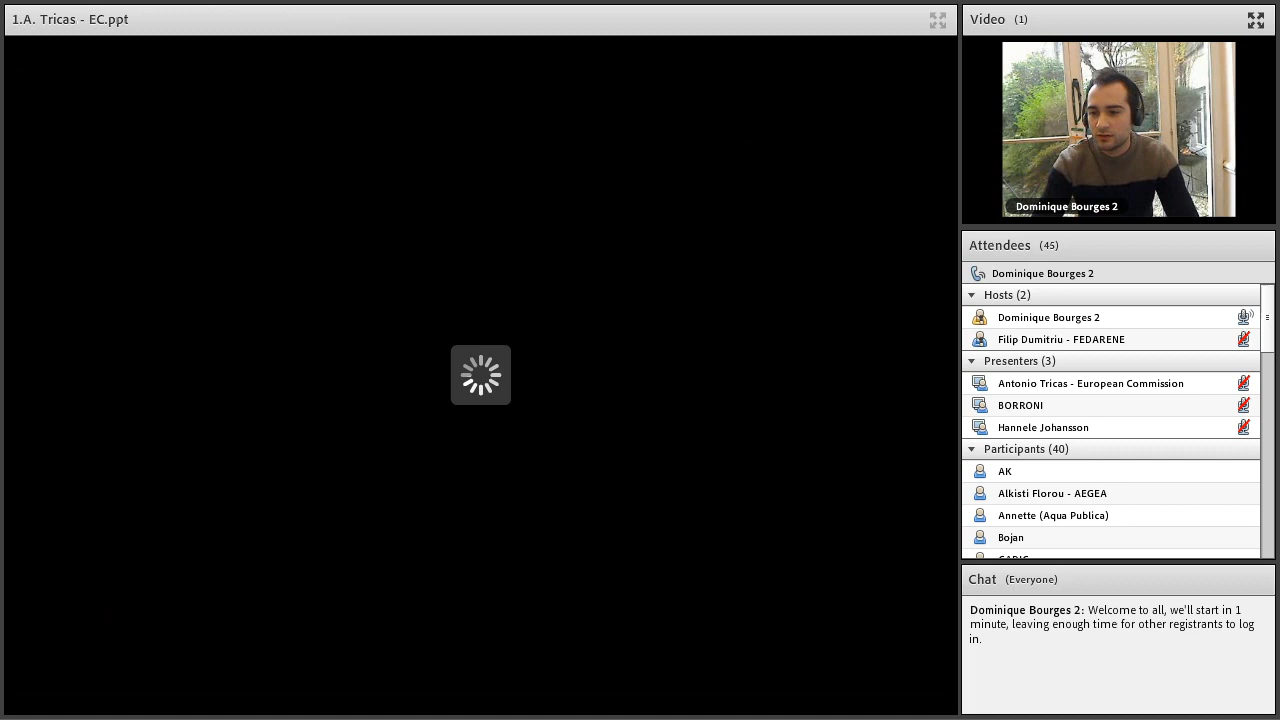 1.A. Tricas - EC.ppt
Video (1)
Dominique Bourges 2
Attendees (45)
Dominique Bourges 2
Hosts (2)
Dominique Bourges 2
Filip Dumitriu - FEDARENE
Presenters (3)
Antonio Tricas - European Commission
BORRONI
Hannele Johansson
Participants (40)
AK
Alkisti Florou - AEGEA
Annette (Aqua Publica)
Bojan
Chat (Everyone)
Dominique Bourges 2: Welcome to all, we'll start in 1
minute, leaving enough time for other registrants to log
in.